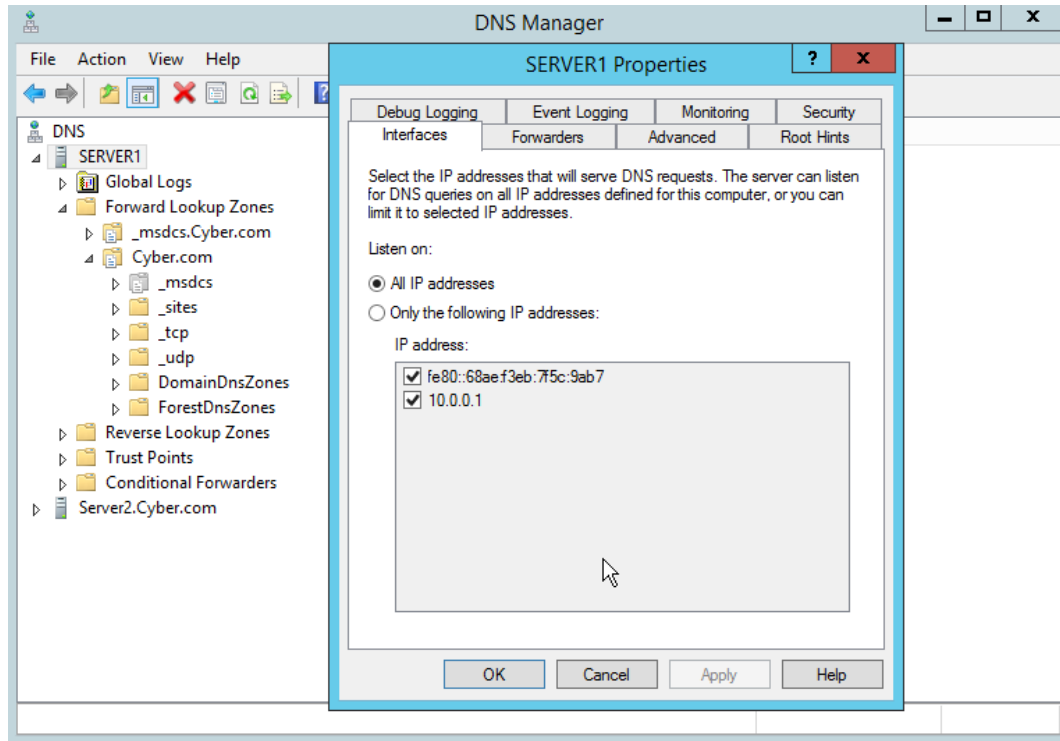 DNS Manager
File Action View Help
DNS
SERVER1
Global Logs
Forward Lookup Zones
_msdcs.Cyber.com
Cyber.com
_msdcs
_sites
_tcp
_udp
DomainDnsZones
ForestDnsZones
Reverse Lookup Zones
Trust Points
Conditional Forwarders
Server2.Cyber.com
SERVER1 Properties
? x
Debug Logging Event Logging Monitoring Security
Interfaces Forwarders Advanced Root Hints
Select the IP addresses that will serve DNS requests. The server can listen
for DNS queries on all IP addresses defined for this computer, or you can
limit it to selected IP addresses.
Listen on:
All IP addresses
Only the following IP addresses:
IP address:
fe80::68ae:f3eb:7f5c:9ab7
10.0.0.1
OK Cancel Apply Help